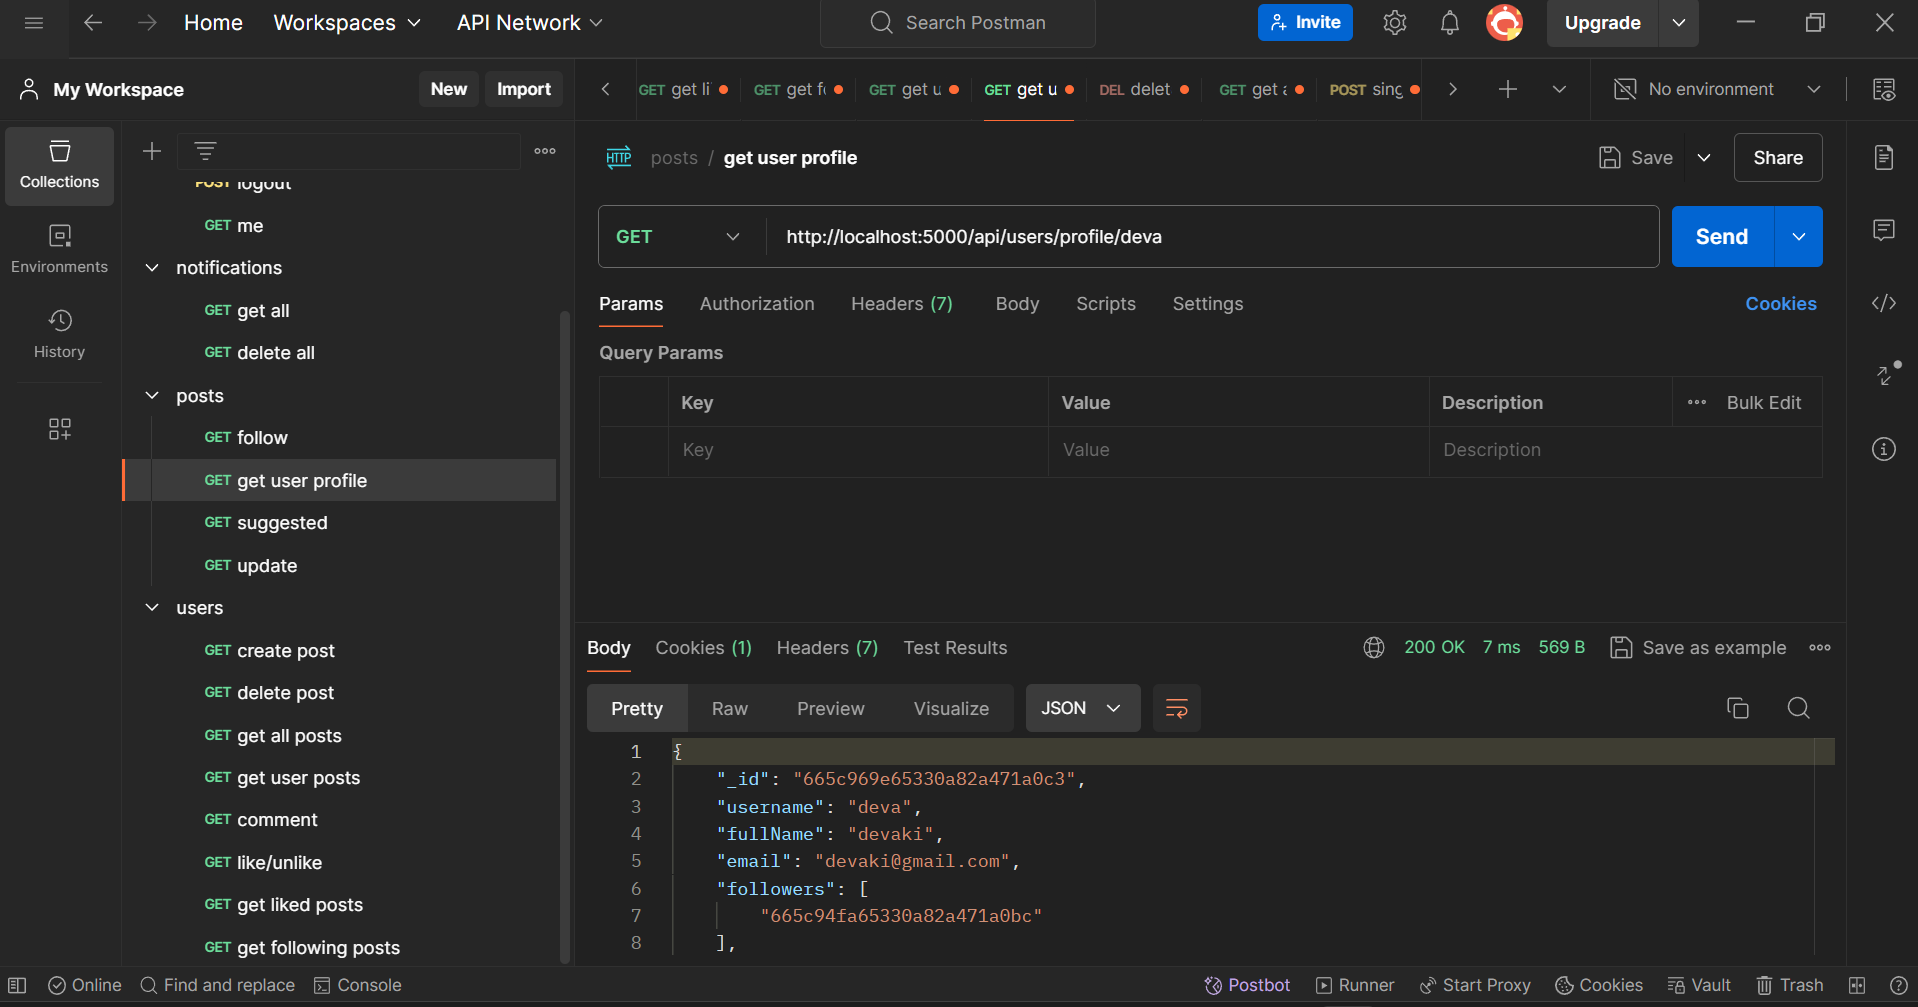 Home Workspaces API Network Search Postman Invite Upgrade
My Workspace New Import GET get li GET get f GET get u GET get u DEL delet GET get POST sing No environment
Collections
Environments
History
POST logout
GET me
notifications
GET get all
GET delete all
posts
GET follow
GET get user profile
GET suggested
GET update
users
GET create post
GET delete post
GET get all posts
GET get user posts
GET comment
GET like/unlike
GET get liked posts
GET get following posts
HTTP posts / get user profile Save Share
GET http://localhost:5000/api/users/profile/deva Send
Params Authorization Headers (7) Body Scripts Settings Cookies
Query Params
Key Value Description Bulk Edit
Key Value Description
Body Cookies (1) Headers (7) Test Results 200 OK 7 ms 569 B Save as example
Pretty Raw Preview Visualize JSON
1 {
2 "_id": "665c969e65330a82a471a0c3",
3 "username": "deva",
4 "fullName": "devaki",
5 "email": "devaki@gmail.com",
6 "followers": [
7 "665c94fa65330a82a471a0bc"
8 ],
Online Find and replace Console Postbot Runner Start Proxy Cookies Vault Trash